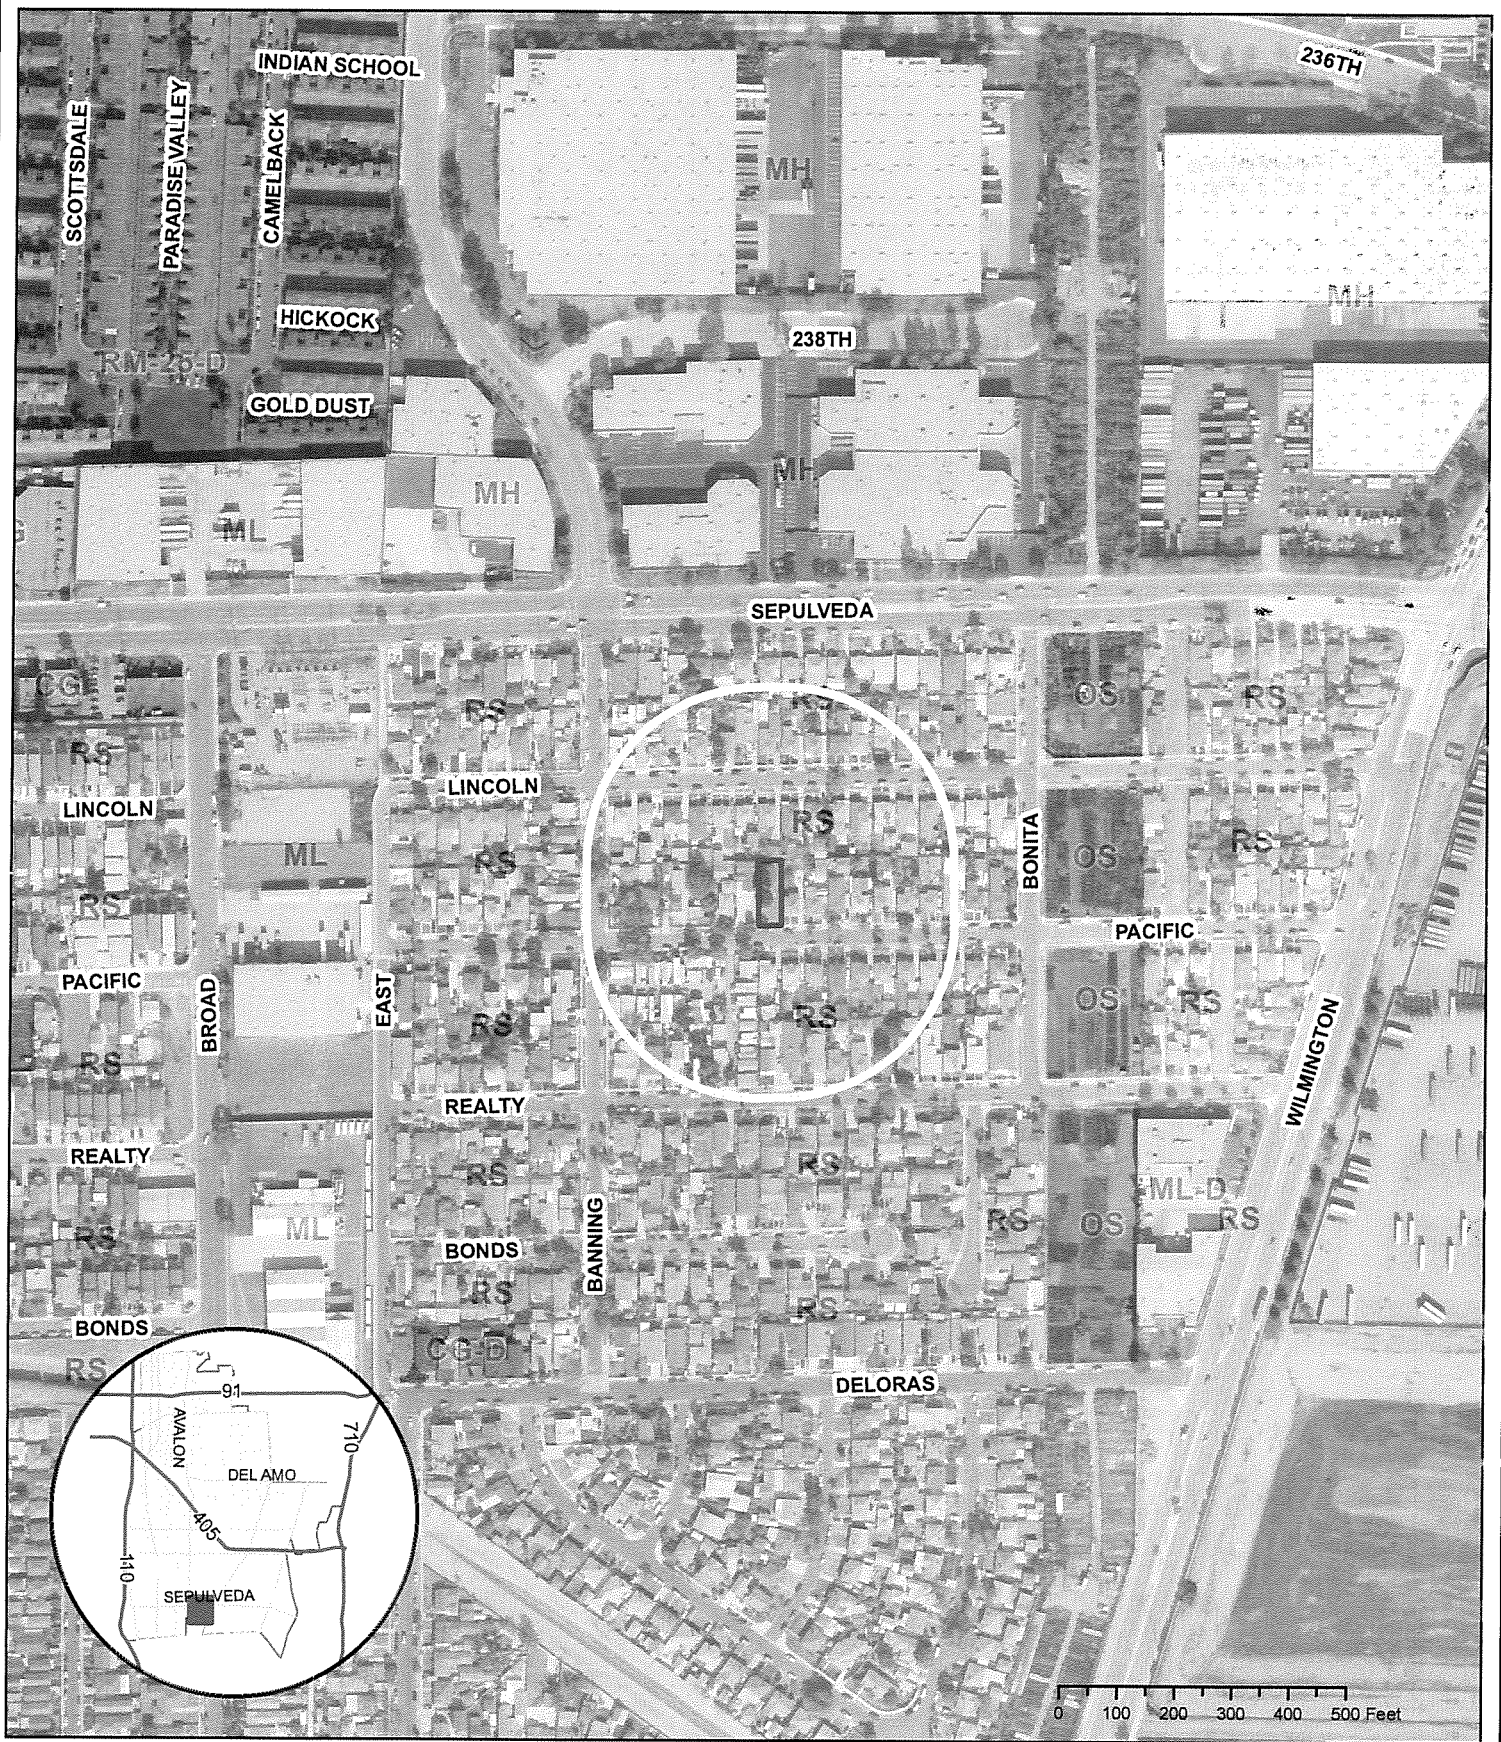 236TH
INDIAN SCHOOL
SCOTTSDALE
PARADISE VALLEY
CAMELBACK
MH
MH
HICKOCK
238TH
RM-25-D
GOLD DUST
MH
MH
ML
SEPULVEDA
CG
RS
RS
OS
RS
RS
LINCOLN
LINCOLN
RS
BONITA
RS
ML
RS
OS
RS
RS
PACIFIC
PACIFIC
BROAD
EAST
RS
RS
OS
RS
WILMINGTON
RS
REALTY
REALTY
RS
RS
ML-D
RS
ML
RS
OS
RS
BANNING
BONDS
RS
RS
BONDS
CG-D
RS
DELORAS
91
AVALON
710
DEL AMO
405
110
SEPULVEDA
0 100 200 300 400 500 Feet